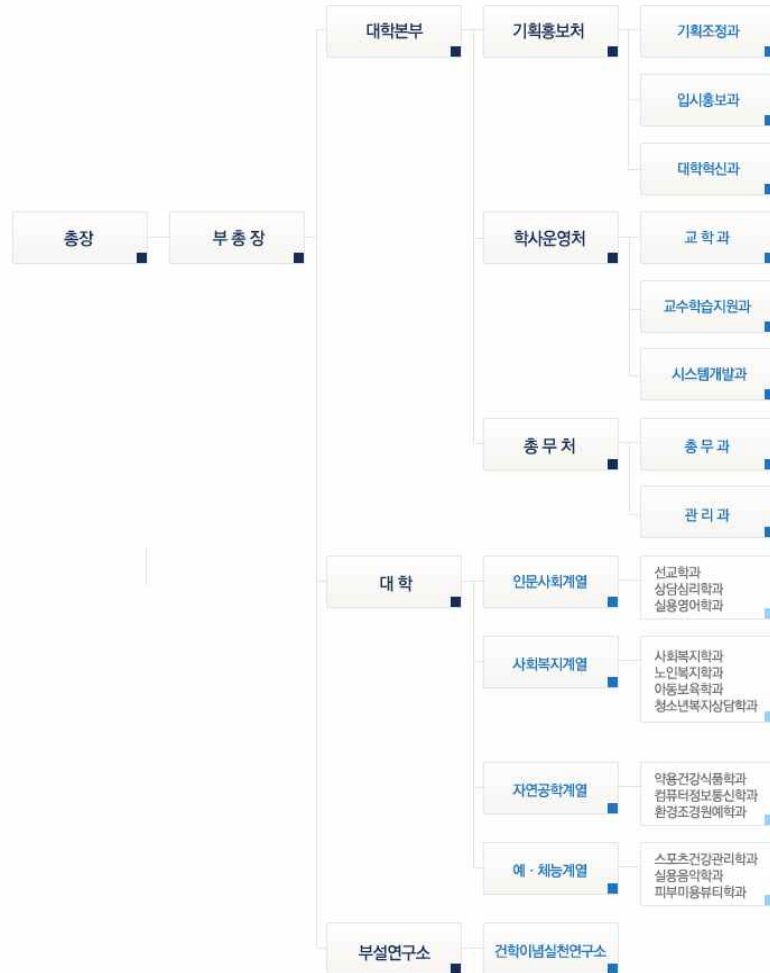 대학본부
기획홍보처
기획조정과
입시홍보과
대학혁신과
총장
부 총 장
학사운영처
교 학 과
교수학습지원과
시스템개발과
총 무 처
총 무 과
관 리 과
대 학
인문사회계열
선교학과
상담심리학과
실용영어학과
사회복지계열
사회복지학과
노인복지학과
아동보육학과
청소년복지상담학과
자연공학계열
약용건강식품학과
컴퓨터정보통신학과
환경조경원예학과
예 · 체능계열
스포츠건강관리학과
실용음악학과
피부미용뷰티학과
부설연구소
건학이념실천연구소